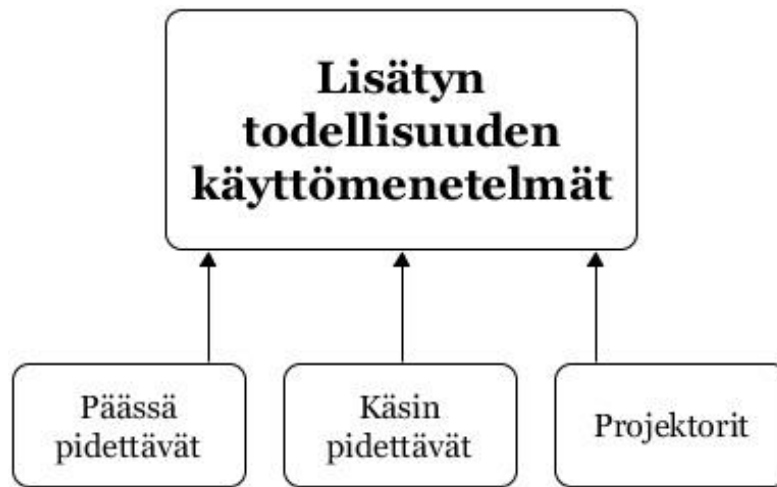 Lisätyn
todellisuuden
käyttömenetelmät
Päässä
pidettävät
Käsin
pidettävät
Projektorit